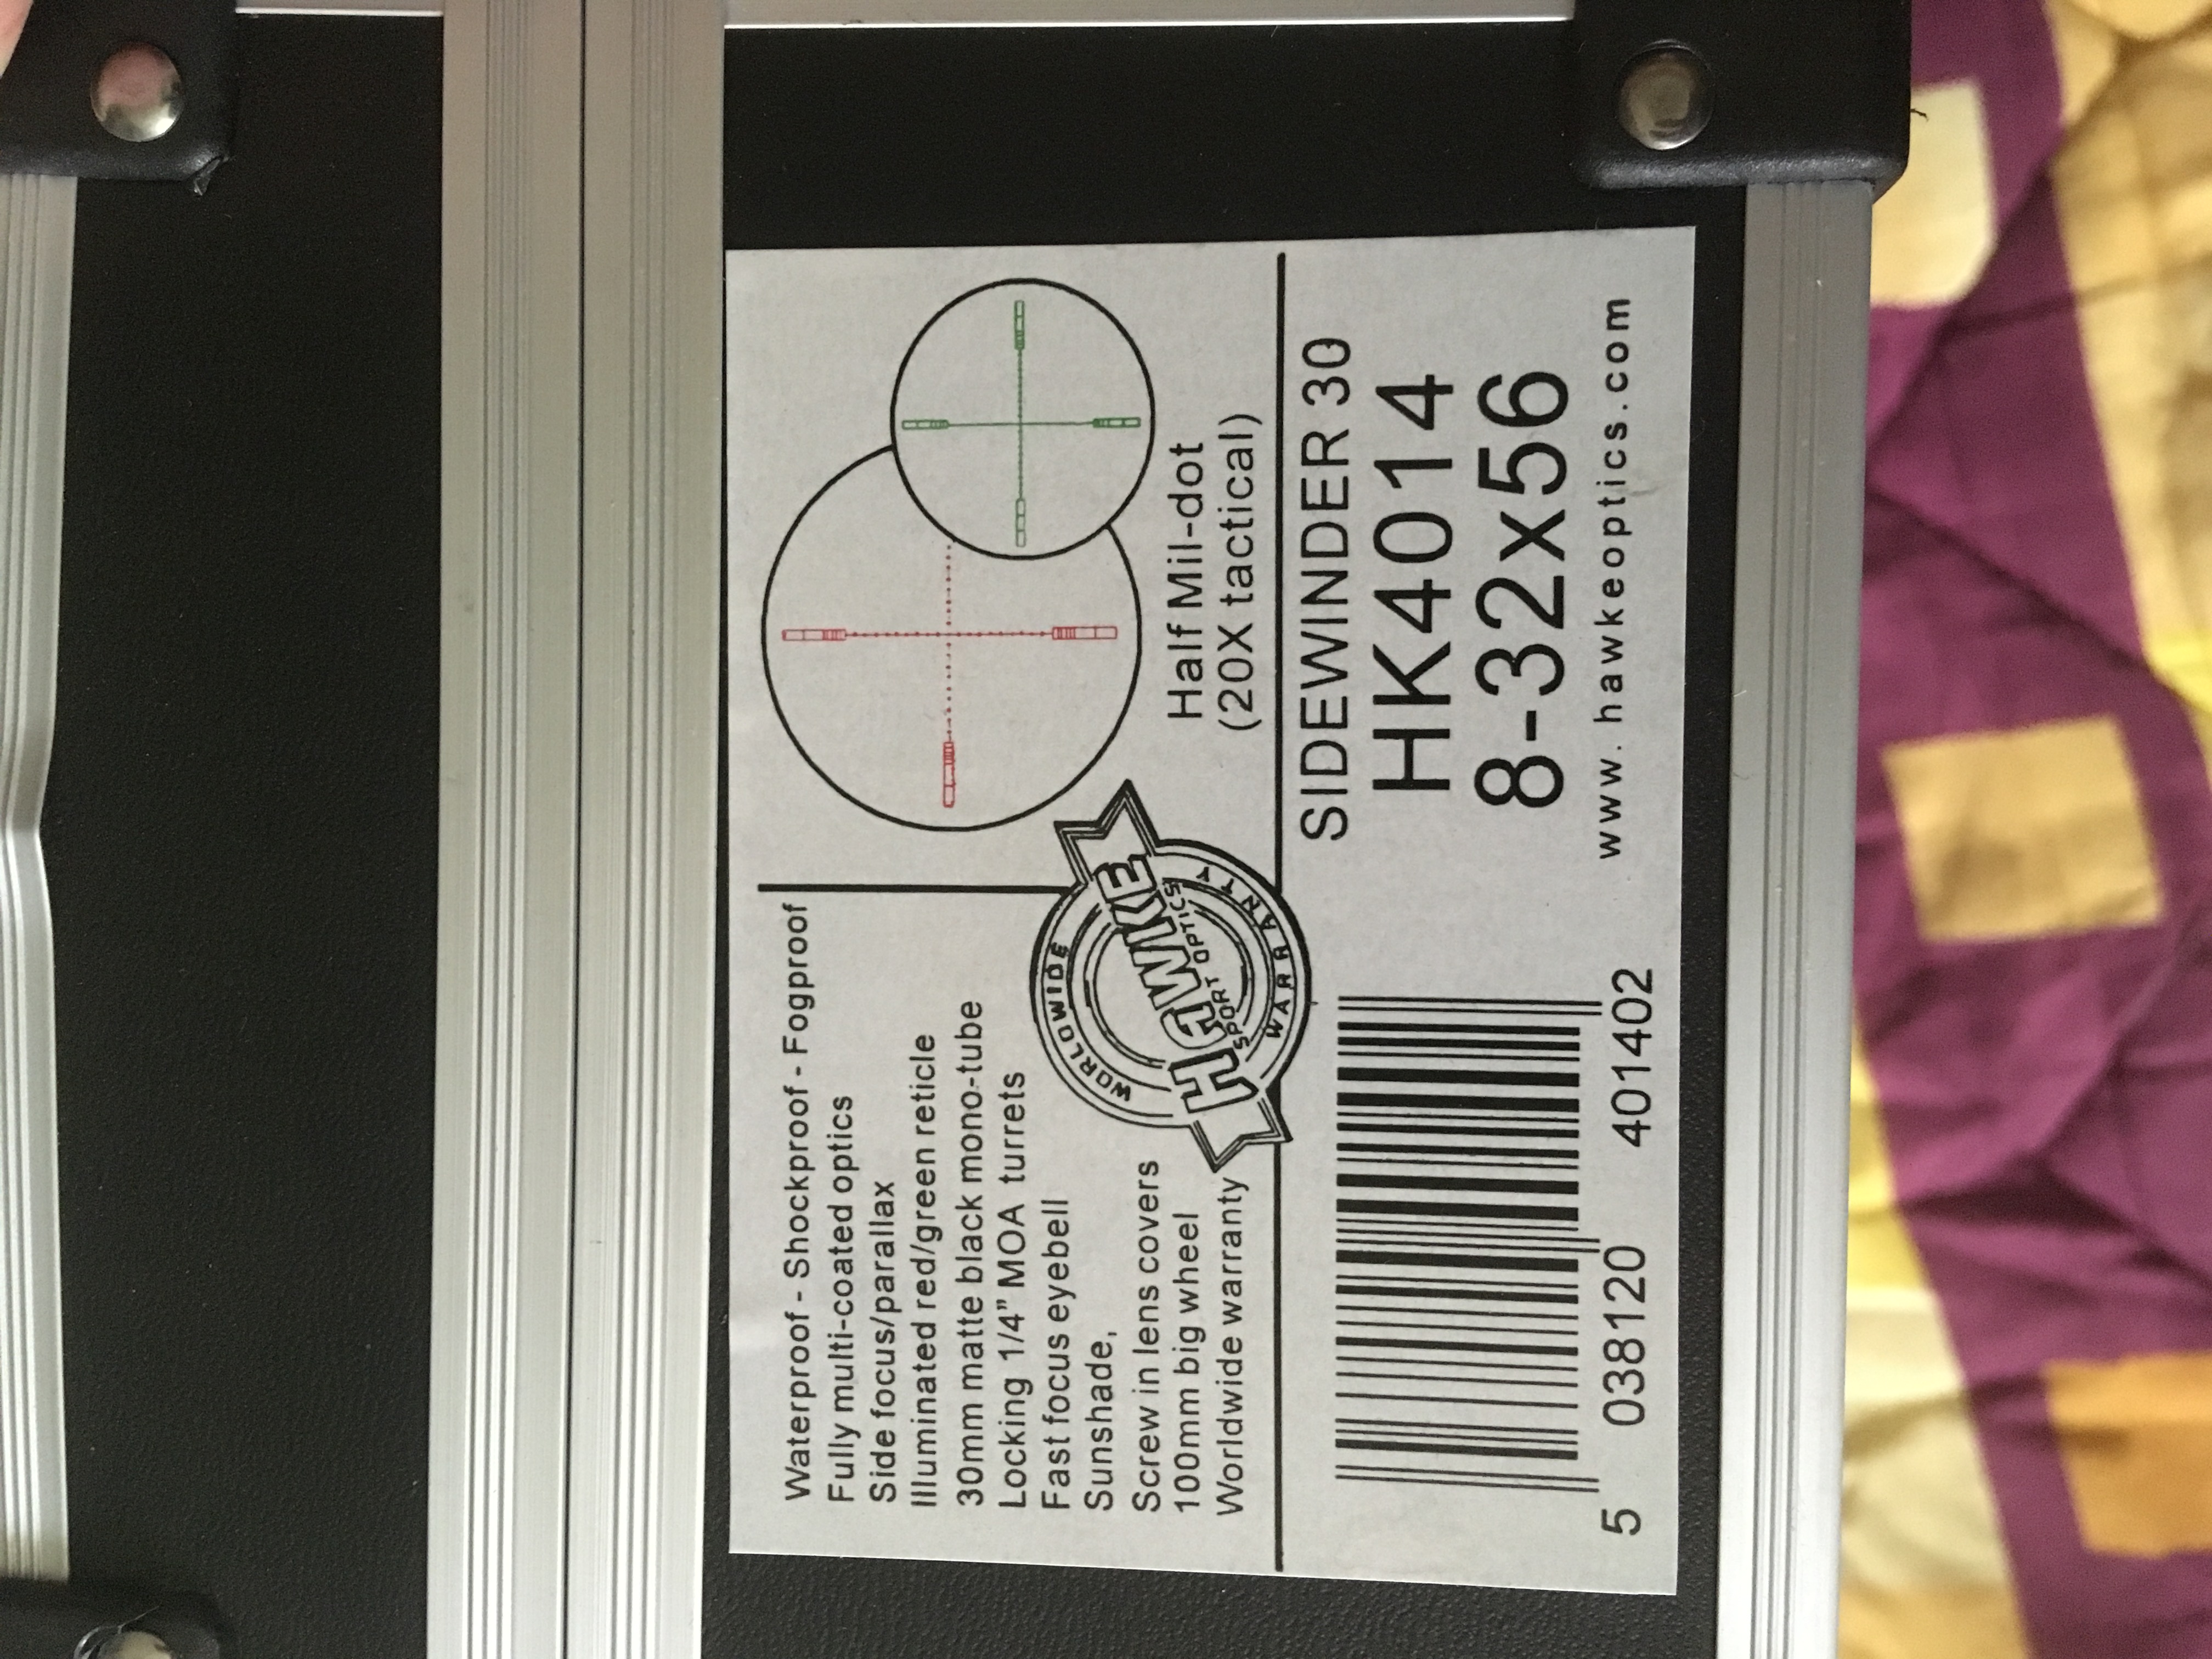 Waterproof - Shockproof - Fogproof
Fully multi-coated optics
Side focus/parallax
Illuminated red/green reticle
30mm matte black mono-tube
Locking 1/4" MOA turrets
Fast focus eyebell
Sunshade,
Screw in lens covers
100mm big wheel
Worldwide warranty
WORLDWIDE
HAWKE
SPORT OPTICS
WARRANTY
Half Mil-dot
(20X tactical)
SIDEWINDER 30
HK4014
8-32x56
www.hawkeoptics.com
5 038120 401402